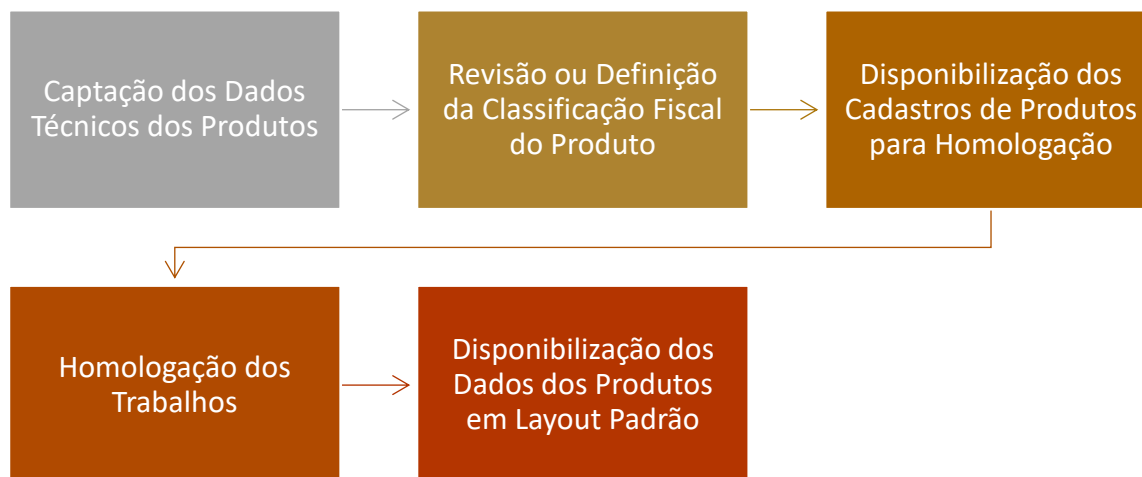 Captação dos Dados
Técnicos dos Produtos
Revisão ou Definição
da Classificação Fiscal
do Produto
Disponibilização dos
Cadastros de Produtos
para Homologação
Homologação dos
Trabalhos
Disponibilização dos
Dados dos Produtos
em Layout Padrão